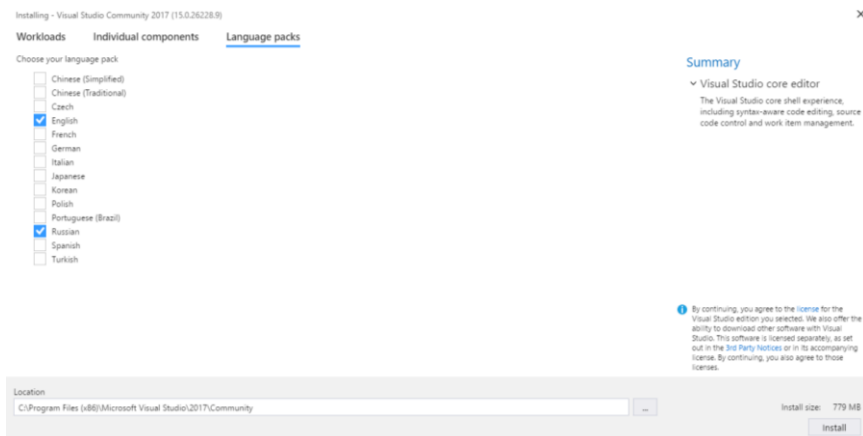 Installing - Visual Studio Community 2017 (15.0.26228.9)
Workloads Individual components Language packs
Choose your language pack
Chinese (Simplified)
Chinese (Traditional)
Czech
English
French
German
Italian
Japanese
Korean
Polish
Portuguese (Brazil)
Russian
Spanish
Turkish
Summary
Visual Studio core editor
The Visual Studio core shell experience,
including syntax-aware code editing, source
code control and work item management.
By continuing, you agree to the license for the
Visual Studio edition you selected. We also offer the
ability to download other software with Visual
Studio. This software is licensed separately, as set
out in the 3rd Party Notices or in its accompanying
license. By continuing, you also agree to those
licenses.
Location
C:\Program Files (x86)\Microsoft Visual Studio\2017\Community
...
Install size: 779 MB
Install